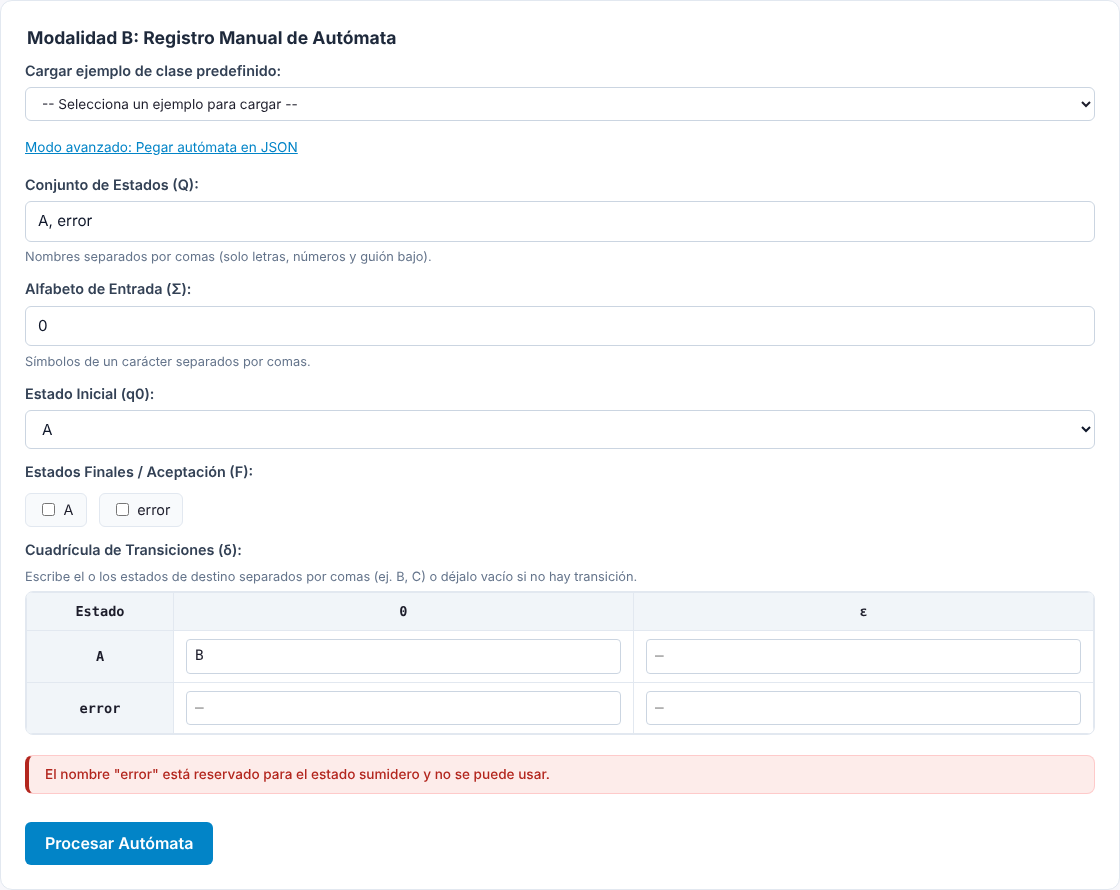 Modalidad B: Registro Manual de Autómata
Cargar ejemplo de clase predefinido:
-- Selecciona un ejemplo para cargar --
Modo avanzado: Pegar autómata en JSON
Conjunto de Estados (Q):
A, error
Nombres separados por comas (solo letras, números y guión bajo).
Alfabeto de Entrada (Σ):
0
Símbolos de un carácter separados por comas.
Estado Inicial (q0):
A
Estados Finales / Aceptación (F):
A error
Cuadrícula de Transiciones (δ):
Escribe el o los estados de destino separados por comas (ej. B, C) o déjalo vacío si no hay transición.
Estado 0 ε
A B —
error — —
El nombre "error" está reservado para el estado sumidero y no se puede usar.
Procesar Autómata